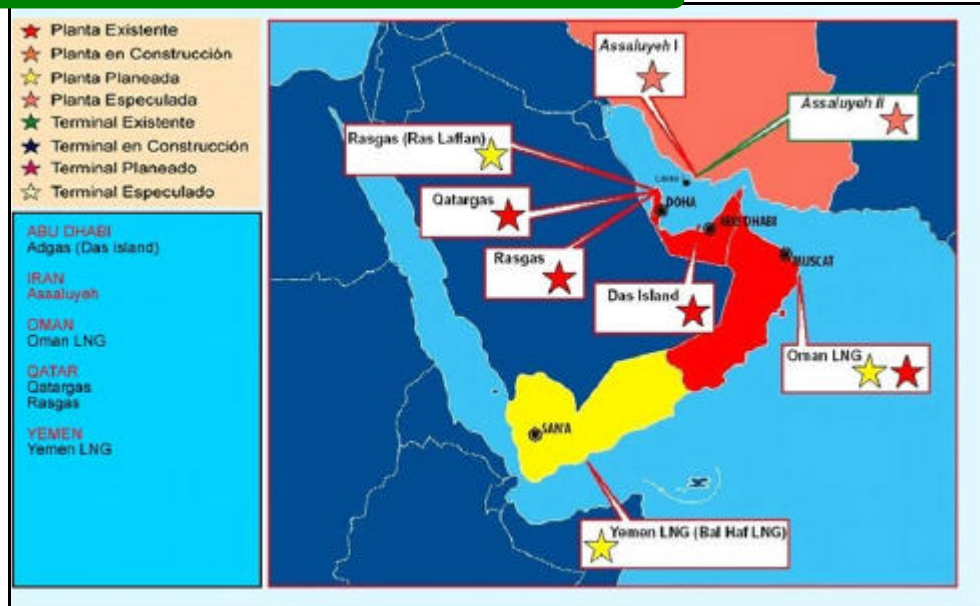 Planta Existente
Planta en Construcción
Planta Planeada
Planta Especulada
Terminal Existente
Terminal en Construcción
Terminal Planeado
Terminal Especulado
ABU DHABI
Adgas (Das island)
IRAN
Assaluyeh
OMAN
Oman LNG
QATAR
Qatargas
Rasgas
YEMEN
Yemen LNG
Assaluyeh I
Assaluyeh II
Rasgas (Ras Laffan)
Qatargas
DOHA
ABU DHABI
Rasgas
MUSCAT
Das Island
Oman LNG
SAN'A
Yemen LNG (Bal Haf LNG)